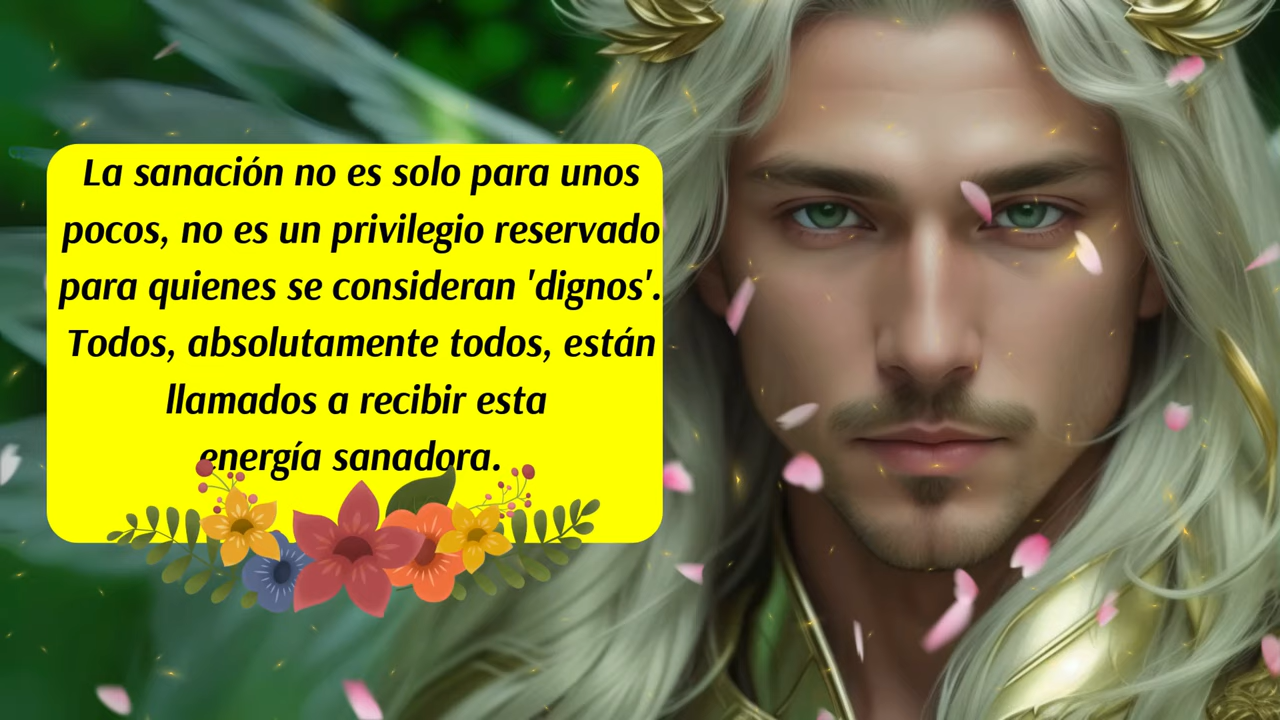 La sanación no es solo para unos
pocos, no es un privilegio reservado
para quienes se consideran 'dignos'.
Todos, absolutamente todos, están
llamados a recibir esta
energía sanadora.